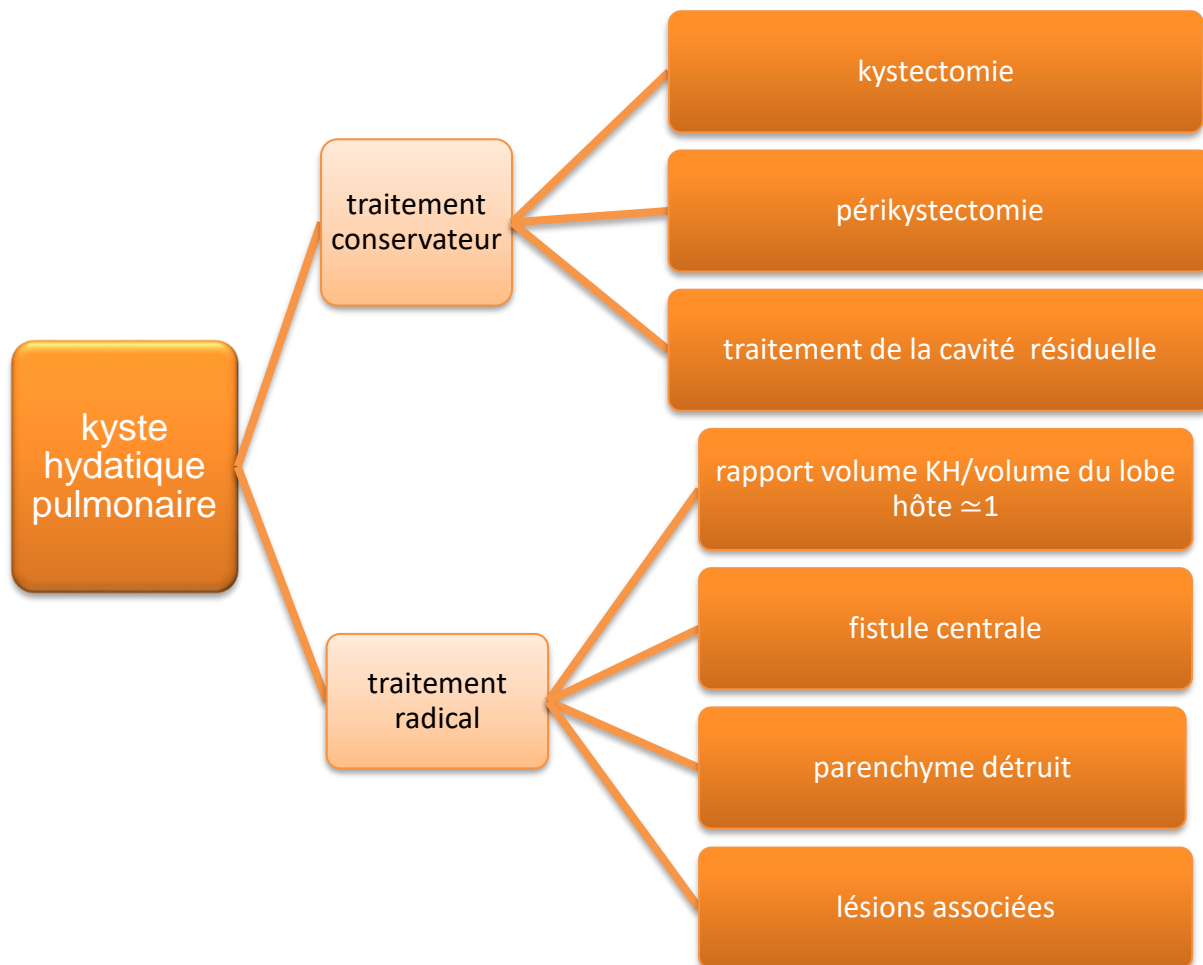 kyste
hydatique
pulmonaire
traitement
conservateur
kystectomie
périkystectomie
traitement de la cavité  résiduelle
traitement
radical
rapport volume KH/volume du lobe
hôte ≃1
fistule centrale
parenchyme détruit
lésions associées